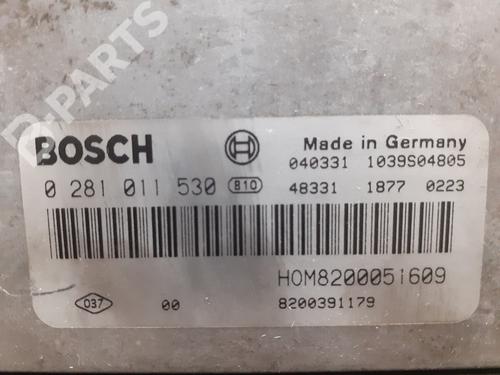 B-PARTS
BOSCH
Made in Germany
040331 1039S04805
0 281 011 530 B10
48331 1877 0223
HOM8200051609
037 00 8200391179